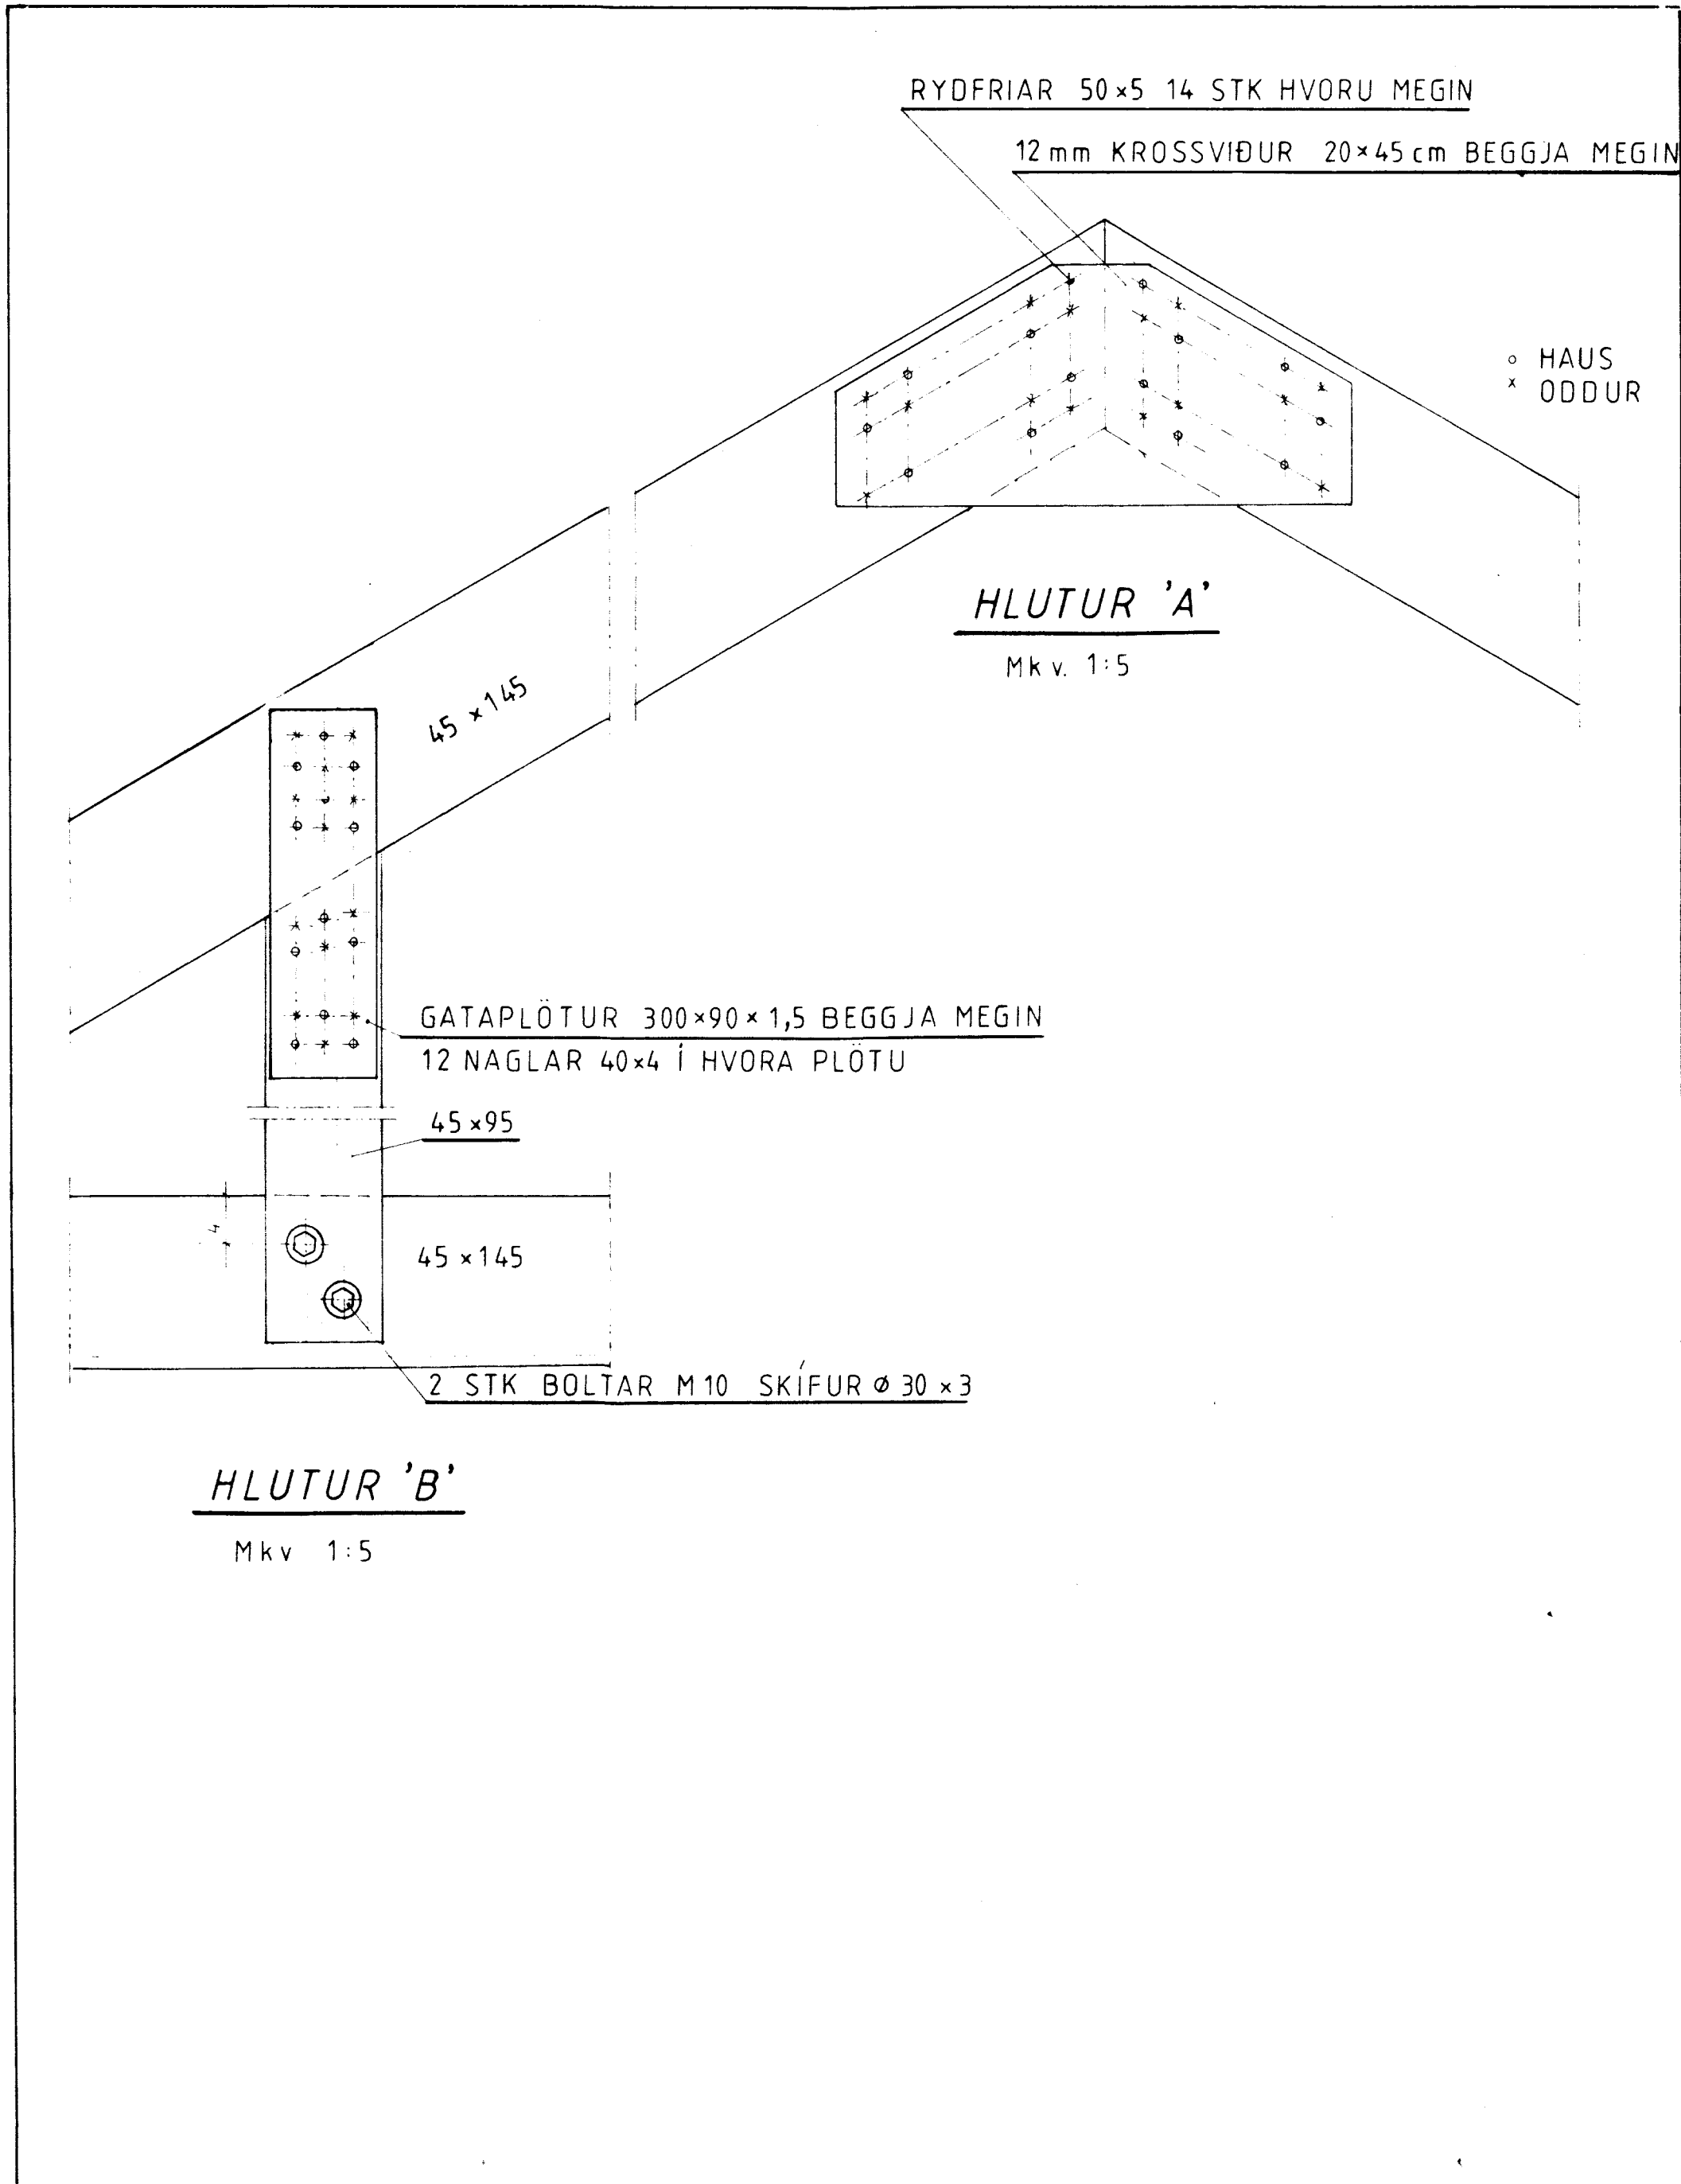 RYDFRIAR 50×5 14 STK HVORU MEGIN
12 mm KROSSVIÐUR 20×45 cm BEGGJA MEGIN
o HAUS
x ODDUR
HLUTUR 'A'
Mkv. 1:5
45 × 145
GATAPLÖTUR 300×90×1,5 BEGGJA MEGIN
12 NAGLAR 40×4 Í HVORA PLÖTU
45 ×95
4
45 ×145
2 STK BOLTAR M10 SKÍFUR Ø 30 ×3
HLUTUR 'B'
Mkv 1:5